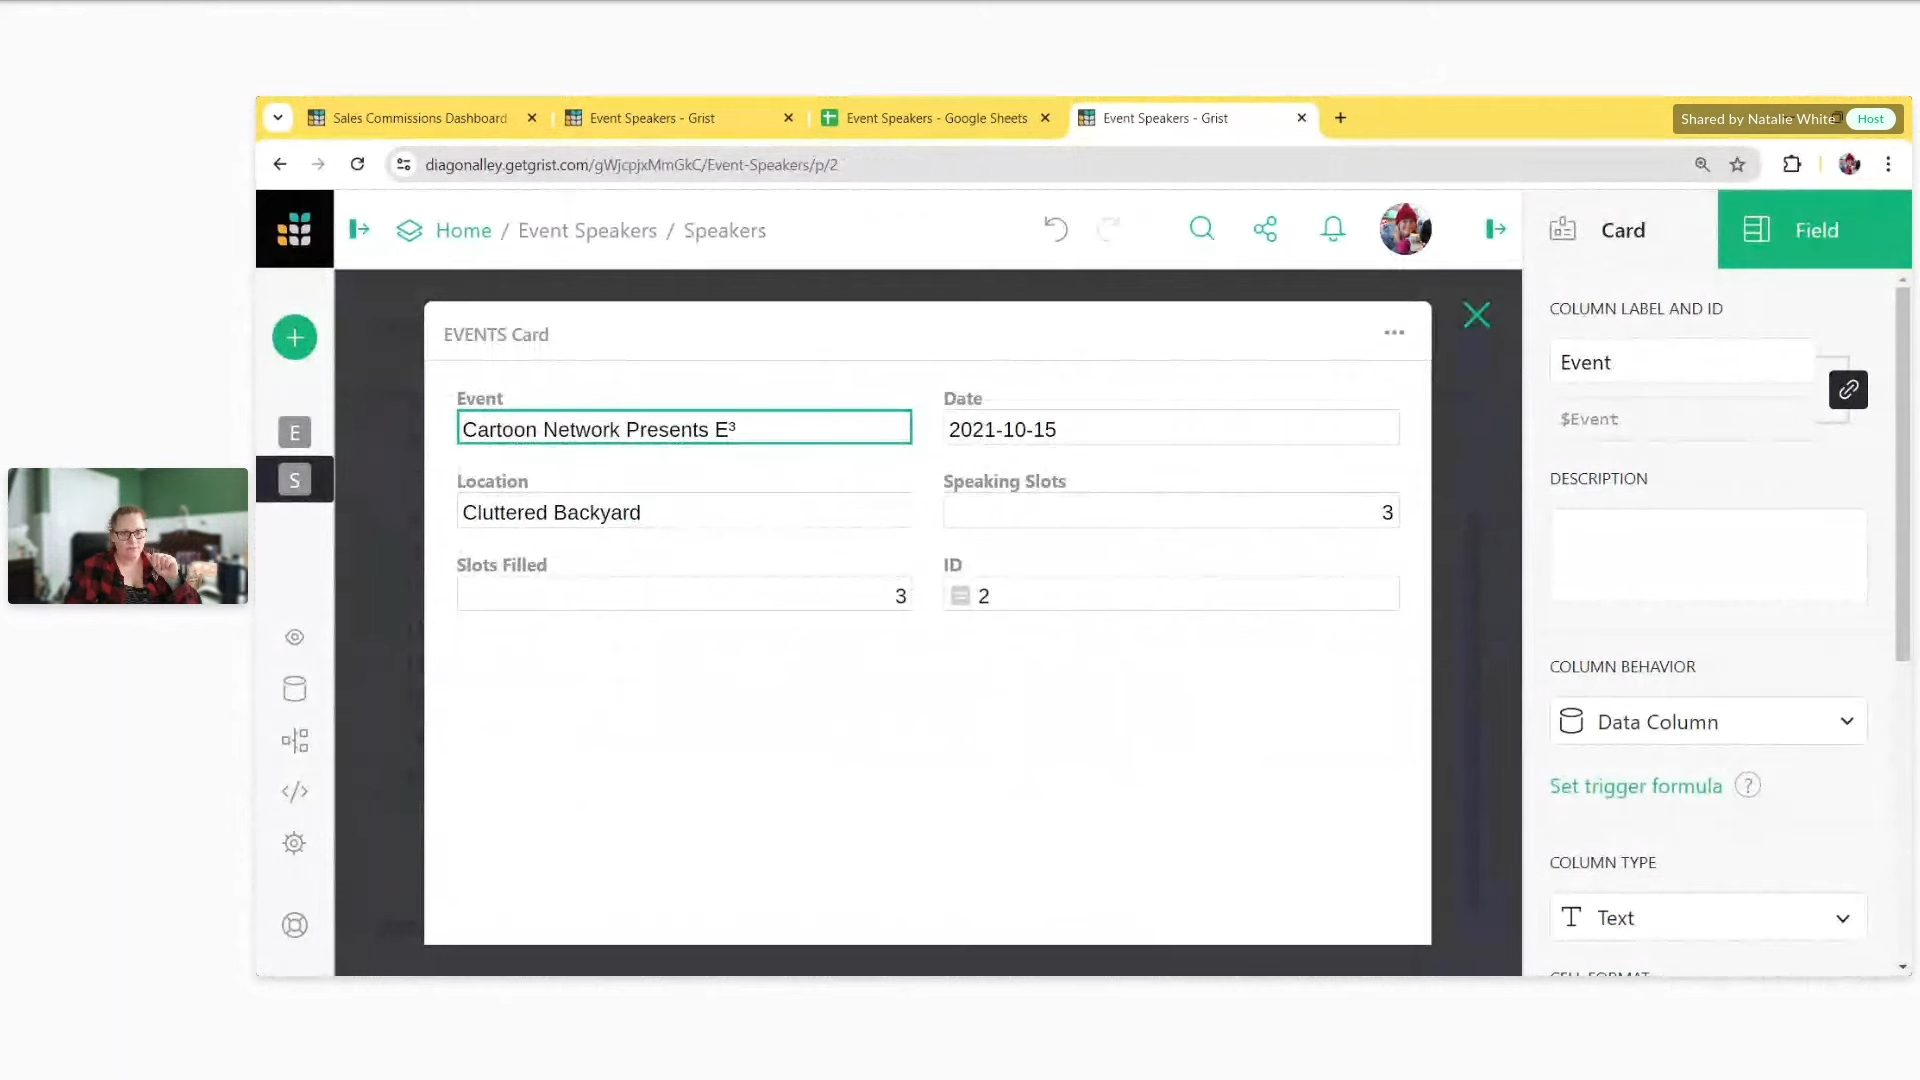 Sales Commissions Dashboard
Event Speakers - Grist
Event Speakers - Google Sheets
Event Speakers - Grist
Shared by Natalie White
Host
diagonalley.getgrist.com/gWjcpjxMmGkC/Event-Speakers/p/2
Home / Event Speakers / Speakers
Card
Field
E
S
EVENTS Card
Event
Cartoon Network Presents E³
Date
2021-10-15
Location
Cluttered Backyard
Speaking Slots
3
Slots Filled
3
ID
2
COLUMN LABEL AND ID
Event
$Event
DESCRIPTION
COLUMN BEHAVIOR
Data Column
Set trigger formula ?
COLUMN TYPE
Text
CELL FORMAT